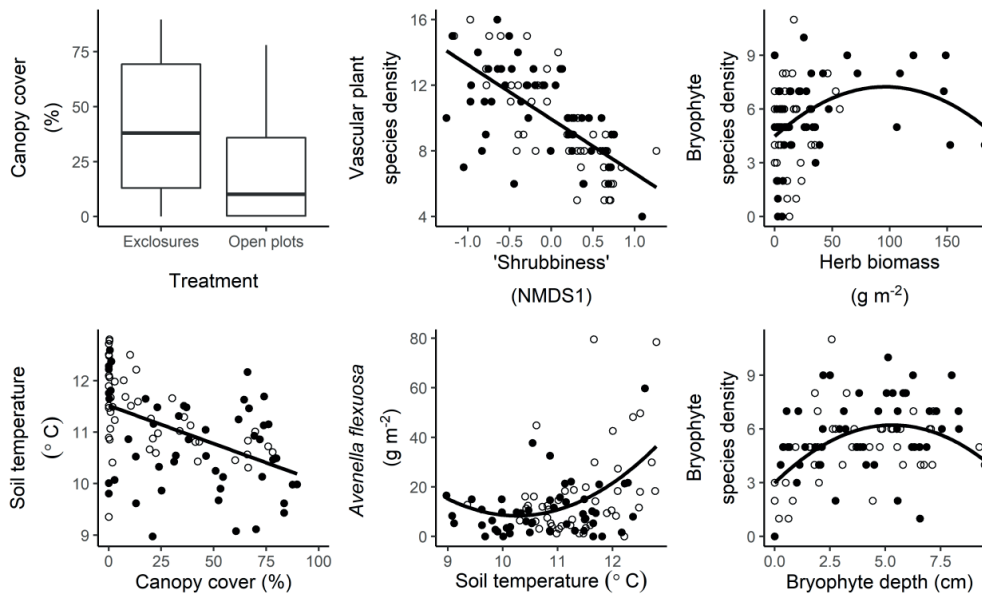 Canopy cover
(%)
75
50
25
0
Exclosures Open plots
Treatment
Vascular plant
species density
16
12
8
4
-1.0 -0.5 0.0 0.5 1.0
'Shrubbiness'
(NMDS1)
Bryophyte
species density
9
6
3
0
0 50 100 150
Herb biomass
(g m-2)
Soil temperature
(° C)
12
11
10
9
0 25 50 75 100
Canopy cover (%)
Avenella flexuosa
(g m-2)
80
60
40
20
0
9 10 11 12
Soil temperature (° C)
Bryophyte
species density
9
6
3
0
0.0 2.5 5.0 7.5
Bryophyte depth (cm)